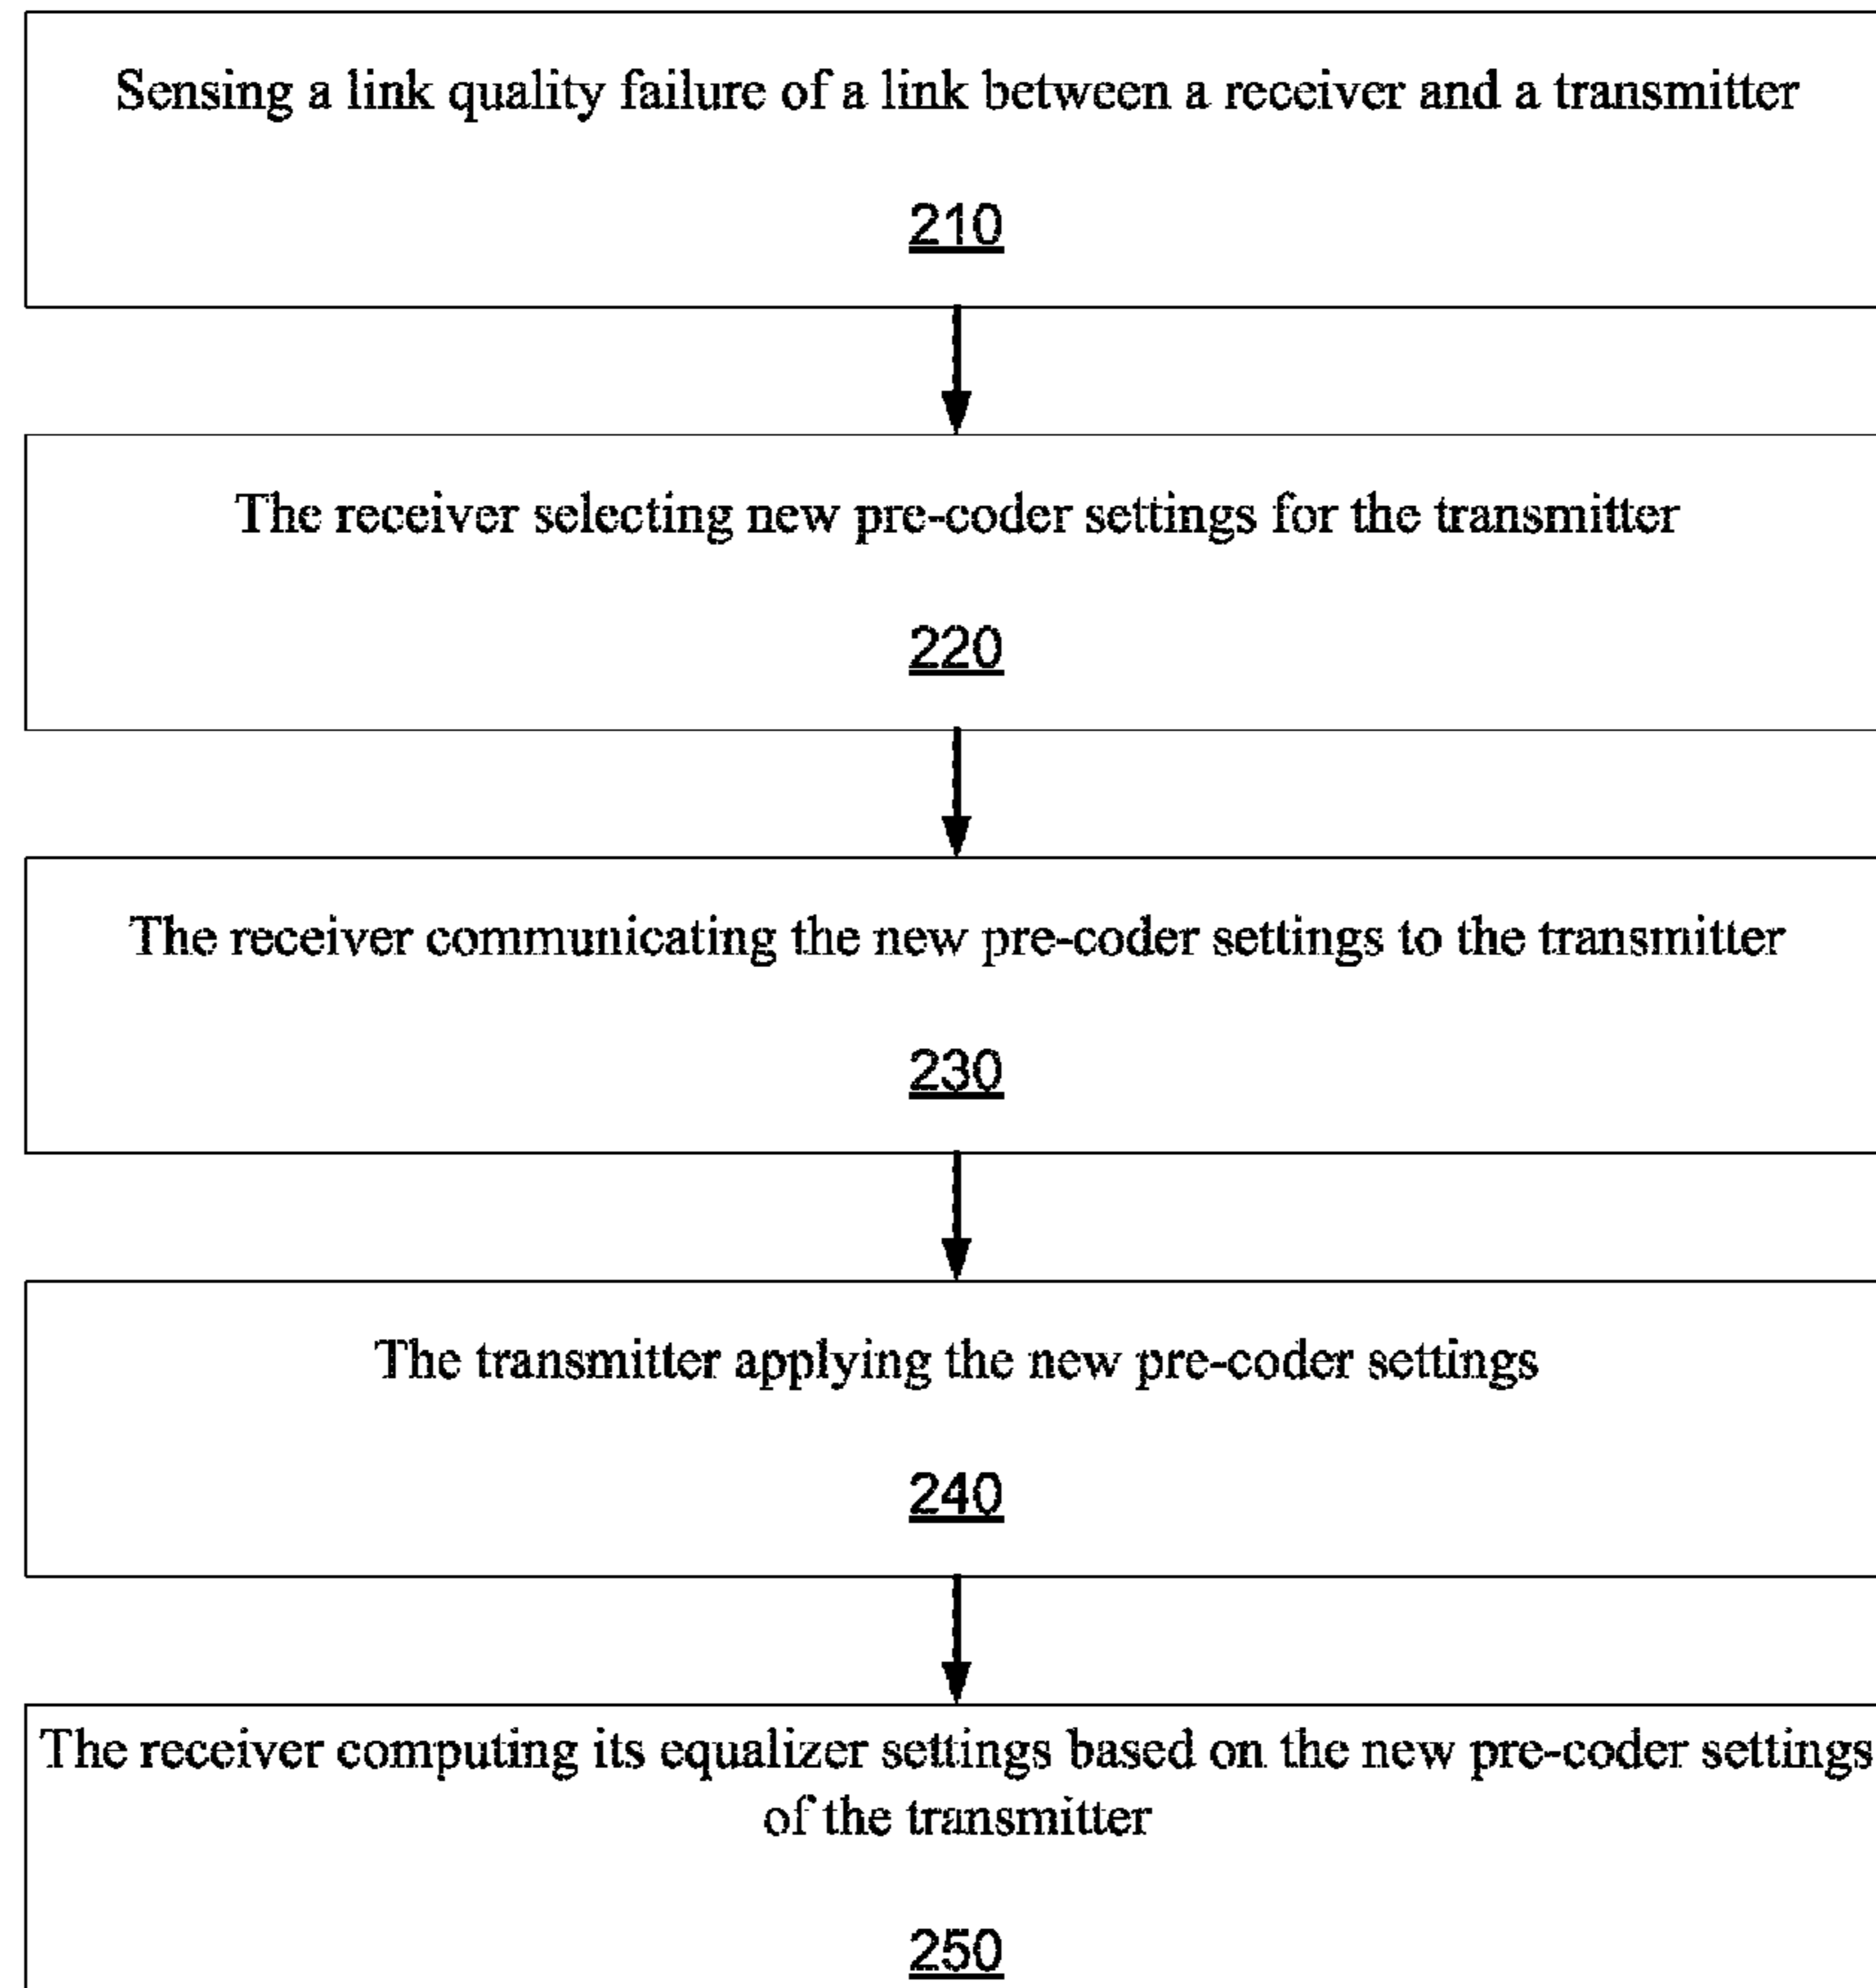 Sensing a link quality failure of a link between a receiver and a transmitter
210
The receiver selecting new pre-coder settings for the transmitter
220
The receiver communicating the new pre-coder settings to the transmitter
230
The transmitter applying the new pre-coder settings
240
The receiver computing its equalizer settings based on the new pre-coder settings
of the transmitter
250